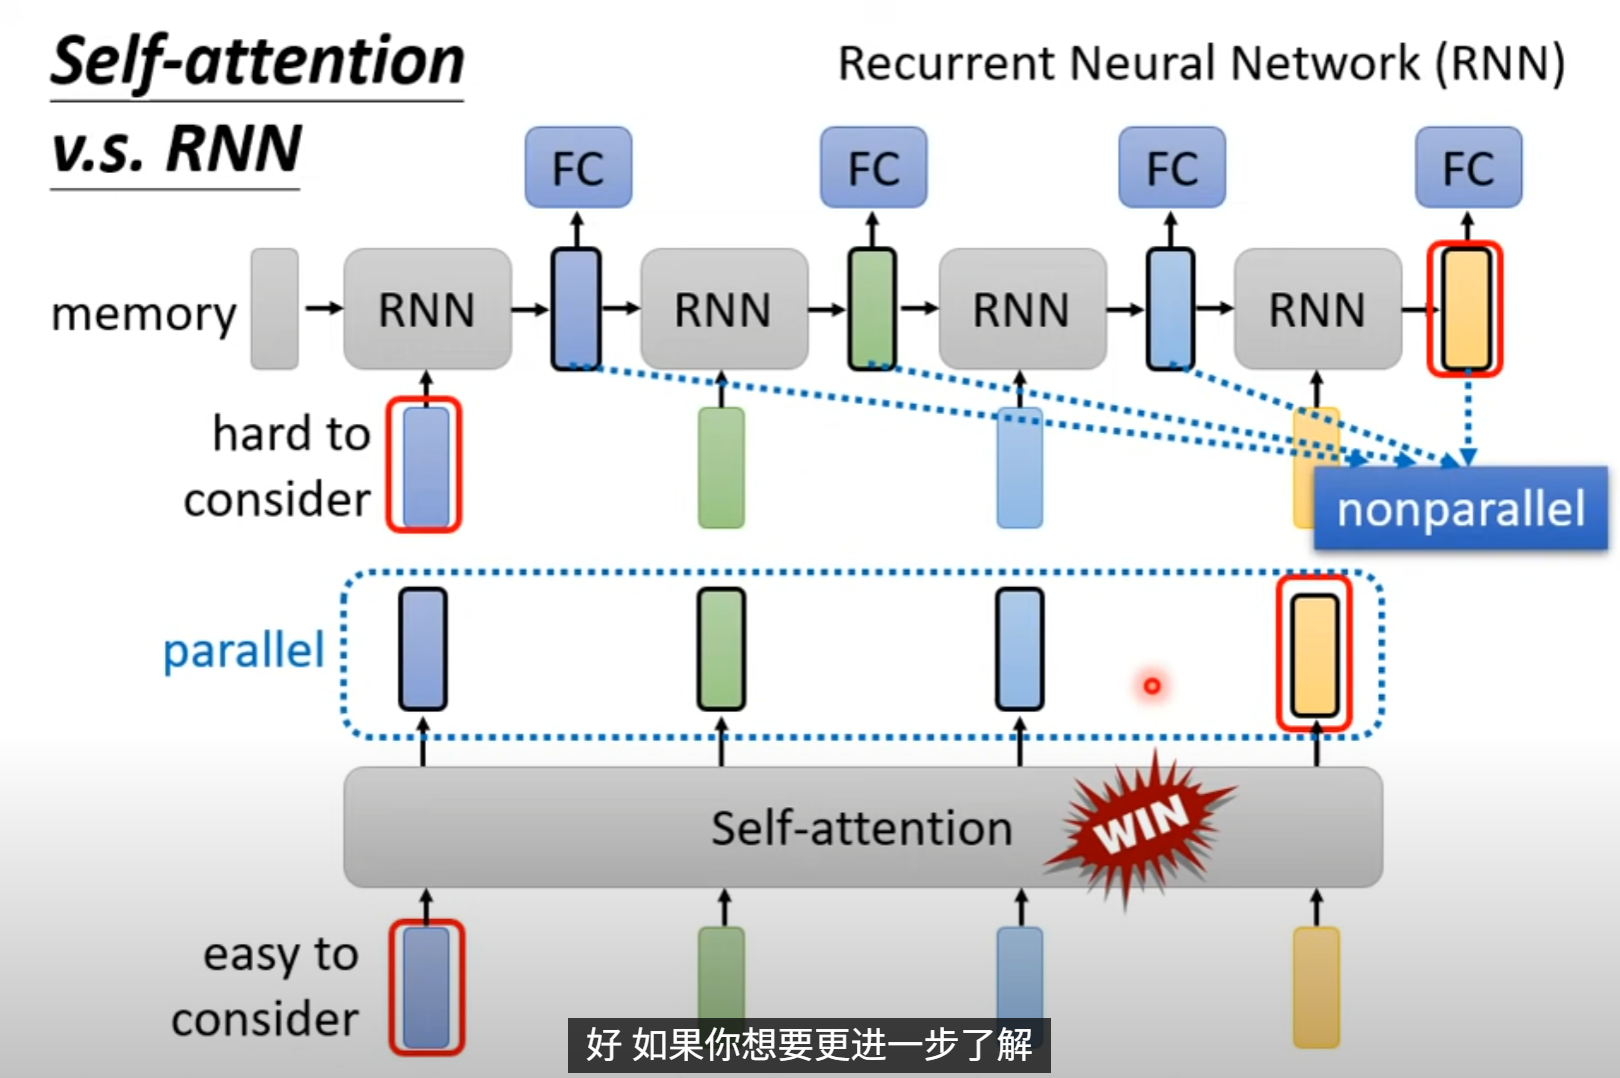 Self-attention
v.s. RNN
Recurrent Neural Network (RNN)
FC
FC
FC
FC
memory
RNN
RNN
RNN
RNN
hard to
consider
nonparallel
parallel
Self-attention
WIN
easy to
consider
好 如果你想要更进一步了解